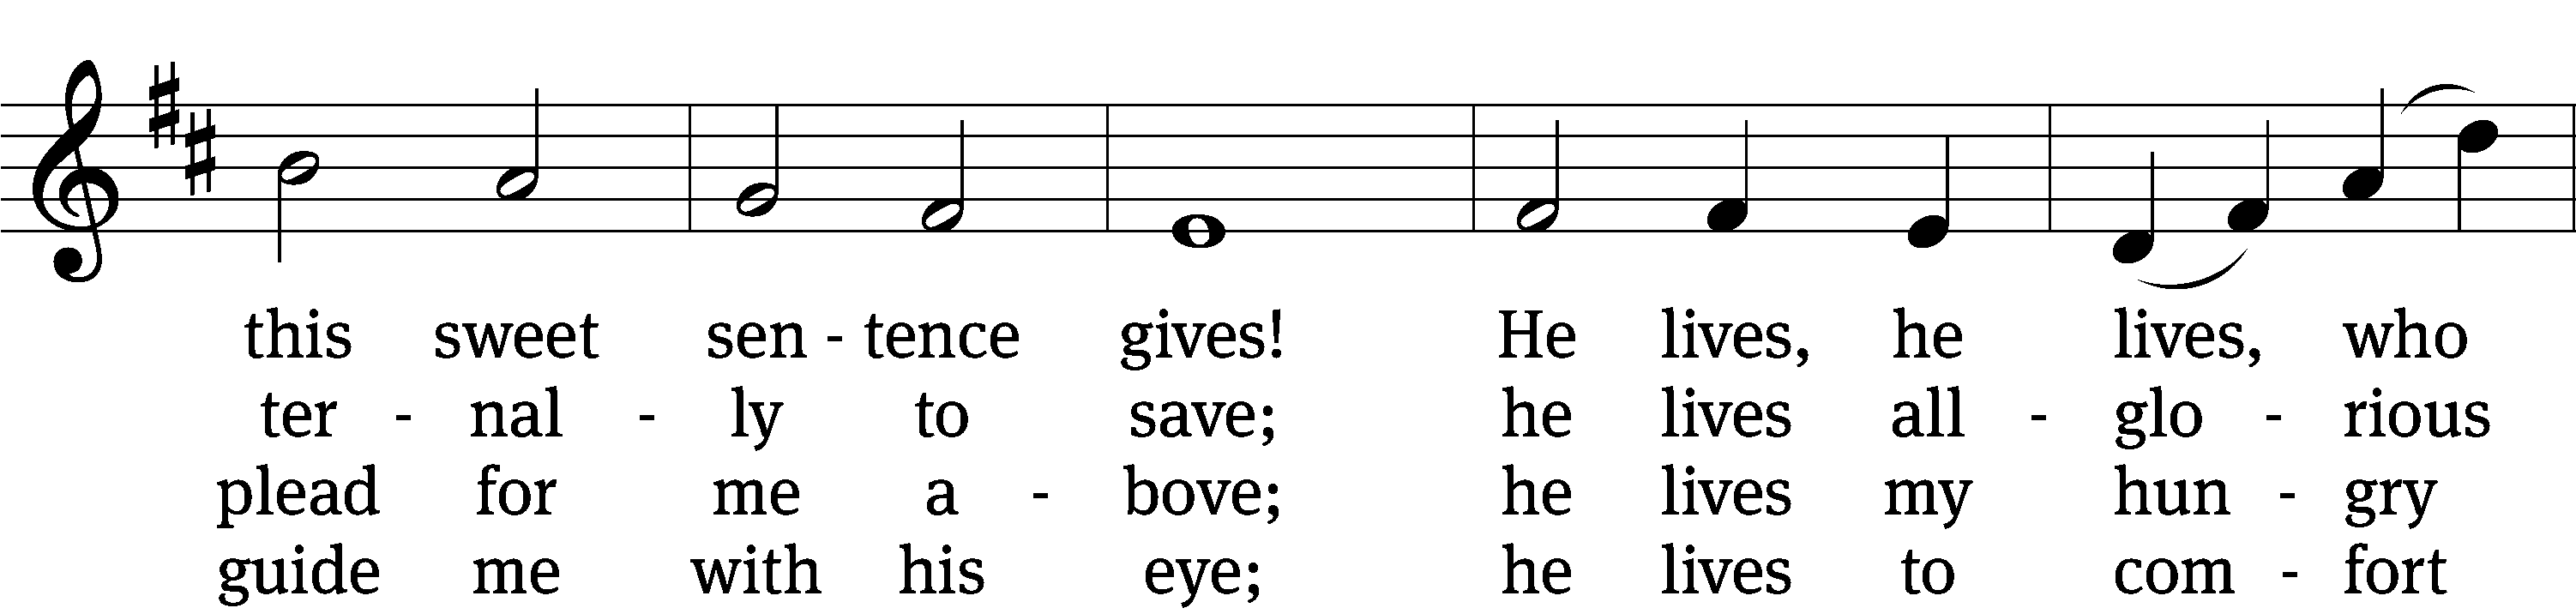 this sweet sen - tence gives! He lives, he lives, who
ter - nal - ly to save; he lives all - glo - rious
plead for me a - bove; he lives my hun - gry
guide me with his eye; he lives to com - fort